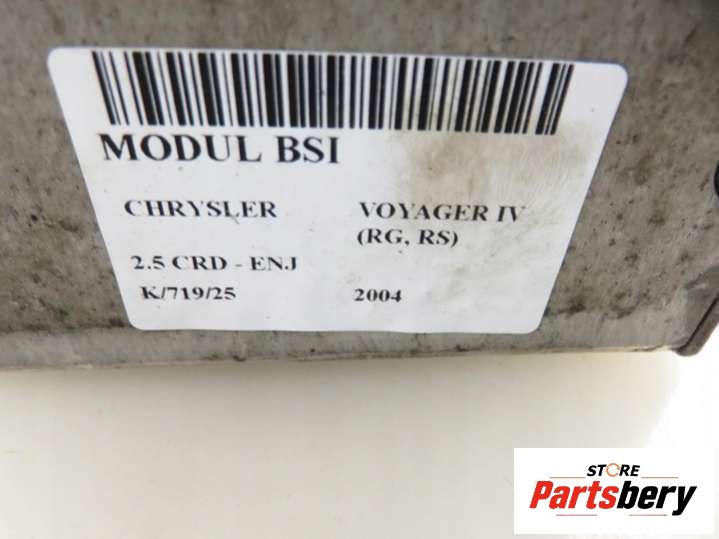 MODUL BSI
CHRYSLER VOYAGER IV
(RG, RS)
2.5 CRD - ENJ
K/719/25 2004
STORE
Partsbery